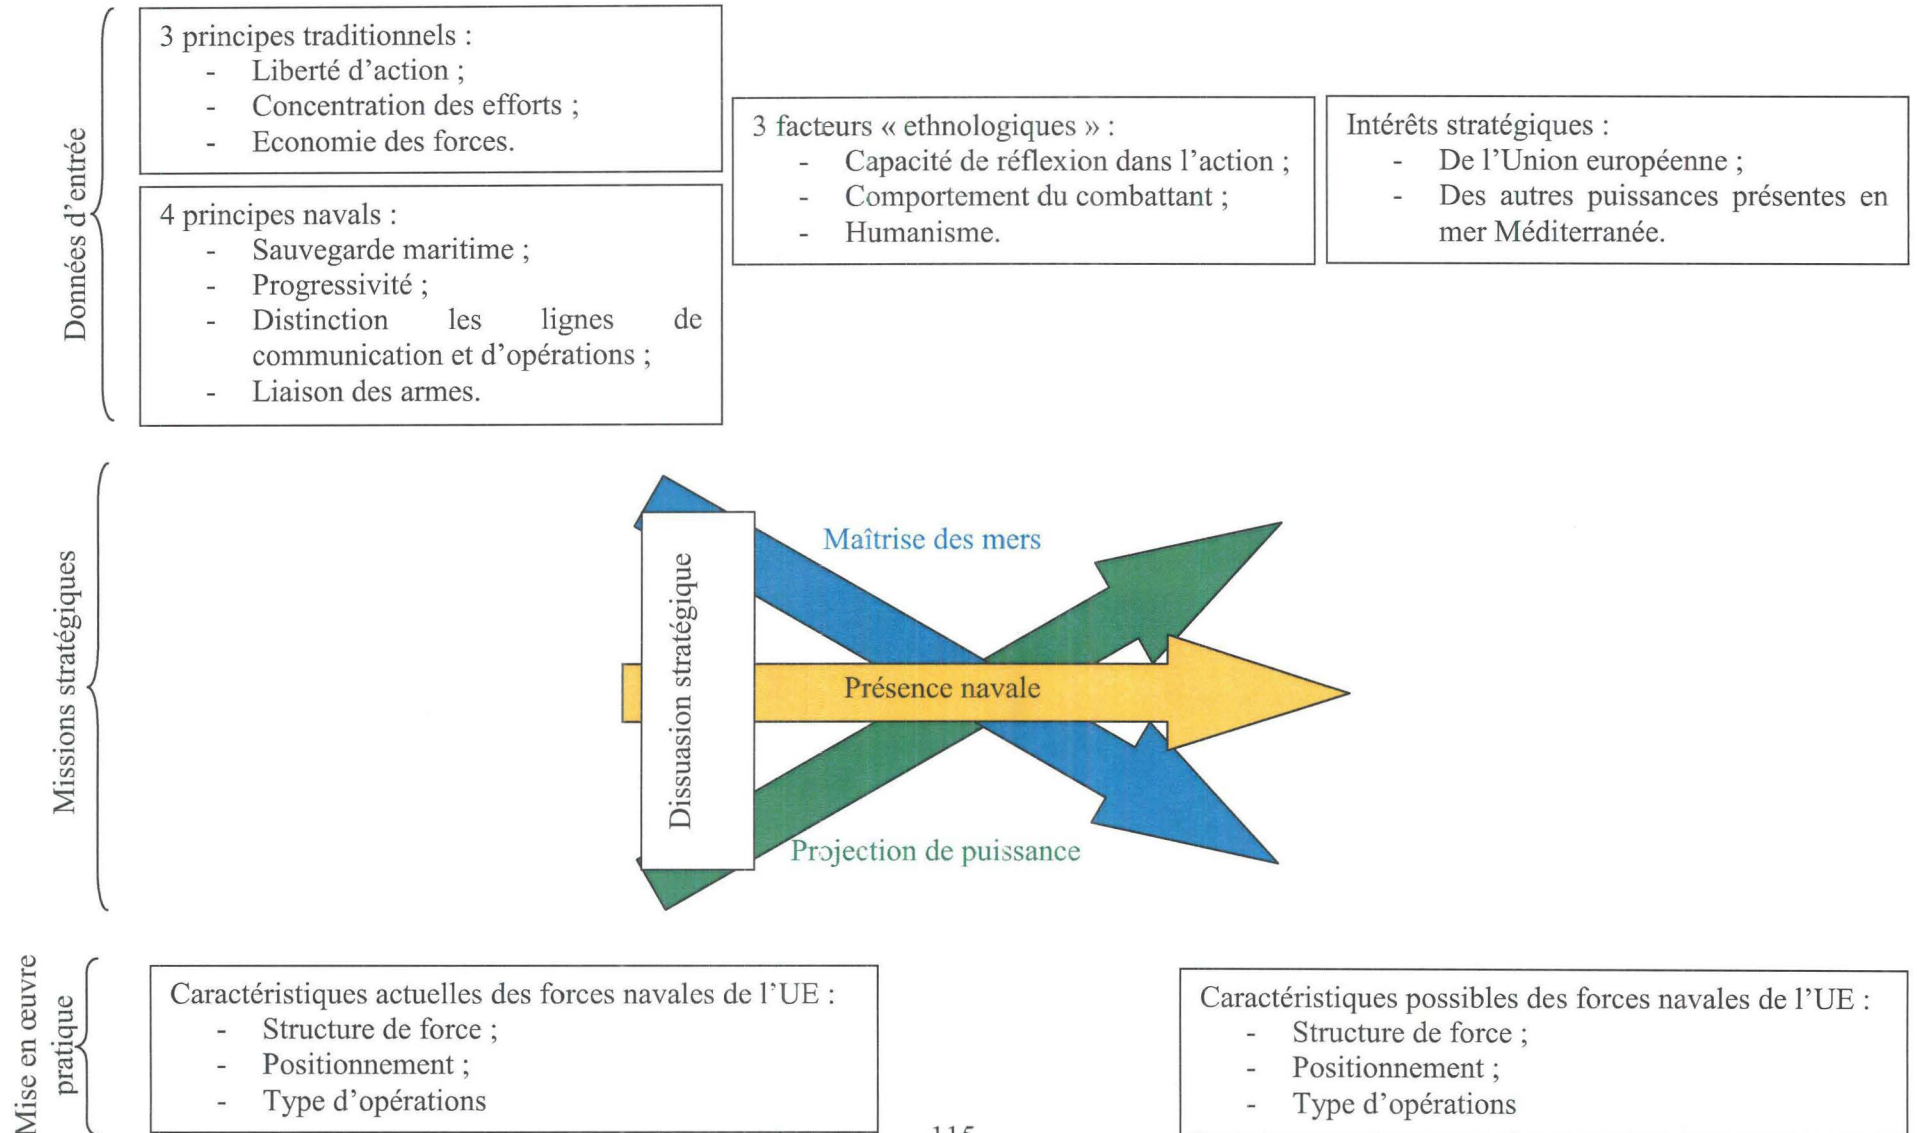 Données d'entrée
3 principes traditionnels :
- Liberté d'action ;
- Concentration des efforts ;
- Economie des forces.
4 principes navals :
- Sauvegarde maritime ;
- Progressivité ;
- Distinction les lignes de
communication et d'opérations ;
- Liaison des armes.
3 facteurs « ethnologiques » :
- Capacité de réflexion dans l'action ;
- Comportement du combattant ;
- Humanisme.
Intérêts stratégiques :
- De l'Union européenne ;
- Des autres puissances présentes en
mer Méditerranée.
Missions stratégiques
Dissuasion stratégique
Maîtrise des mers
Présence navale
Projection de puissance
Mise en œuvre
pratique
Caractéristiques actuelles des forces navales de l'UE :
- Structure de force ;
- Positionnement ;
- Type d'opérations
Caractéristiques possibles des forces navales de l'UE :
- Structure de force ;
- Positionnement ;
- Type d'opérations
115